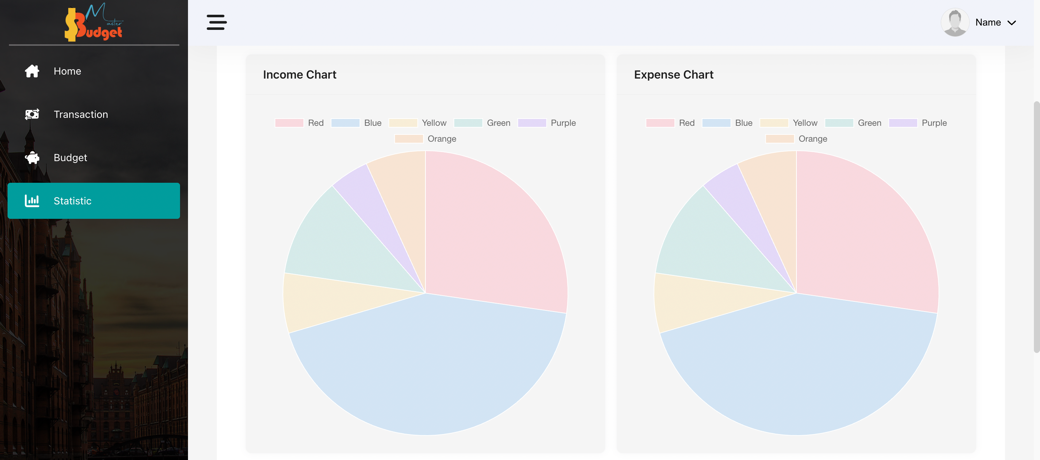 Meter
Budget
Home
Transaction
Budget
Statistic
Name
Income Chart
Red Blue Yellow Green Purple
Orange
Expense Chart
Red Blue Yellow Green Purple
Orange